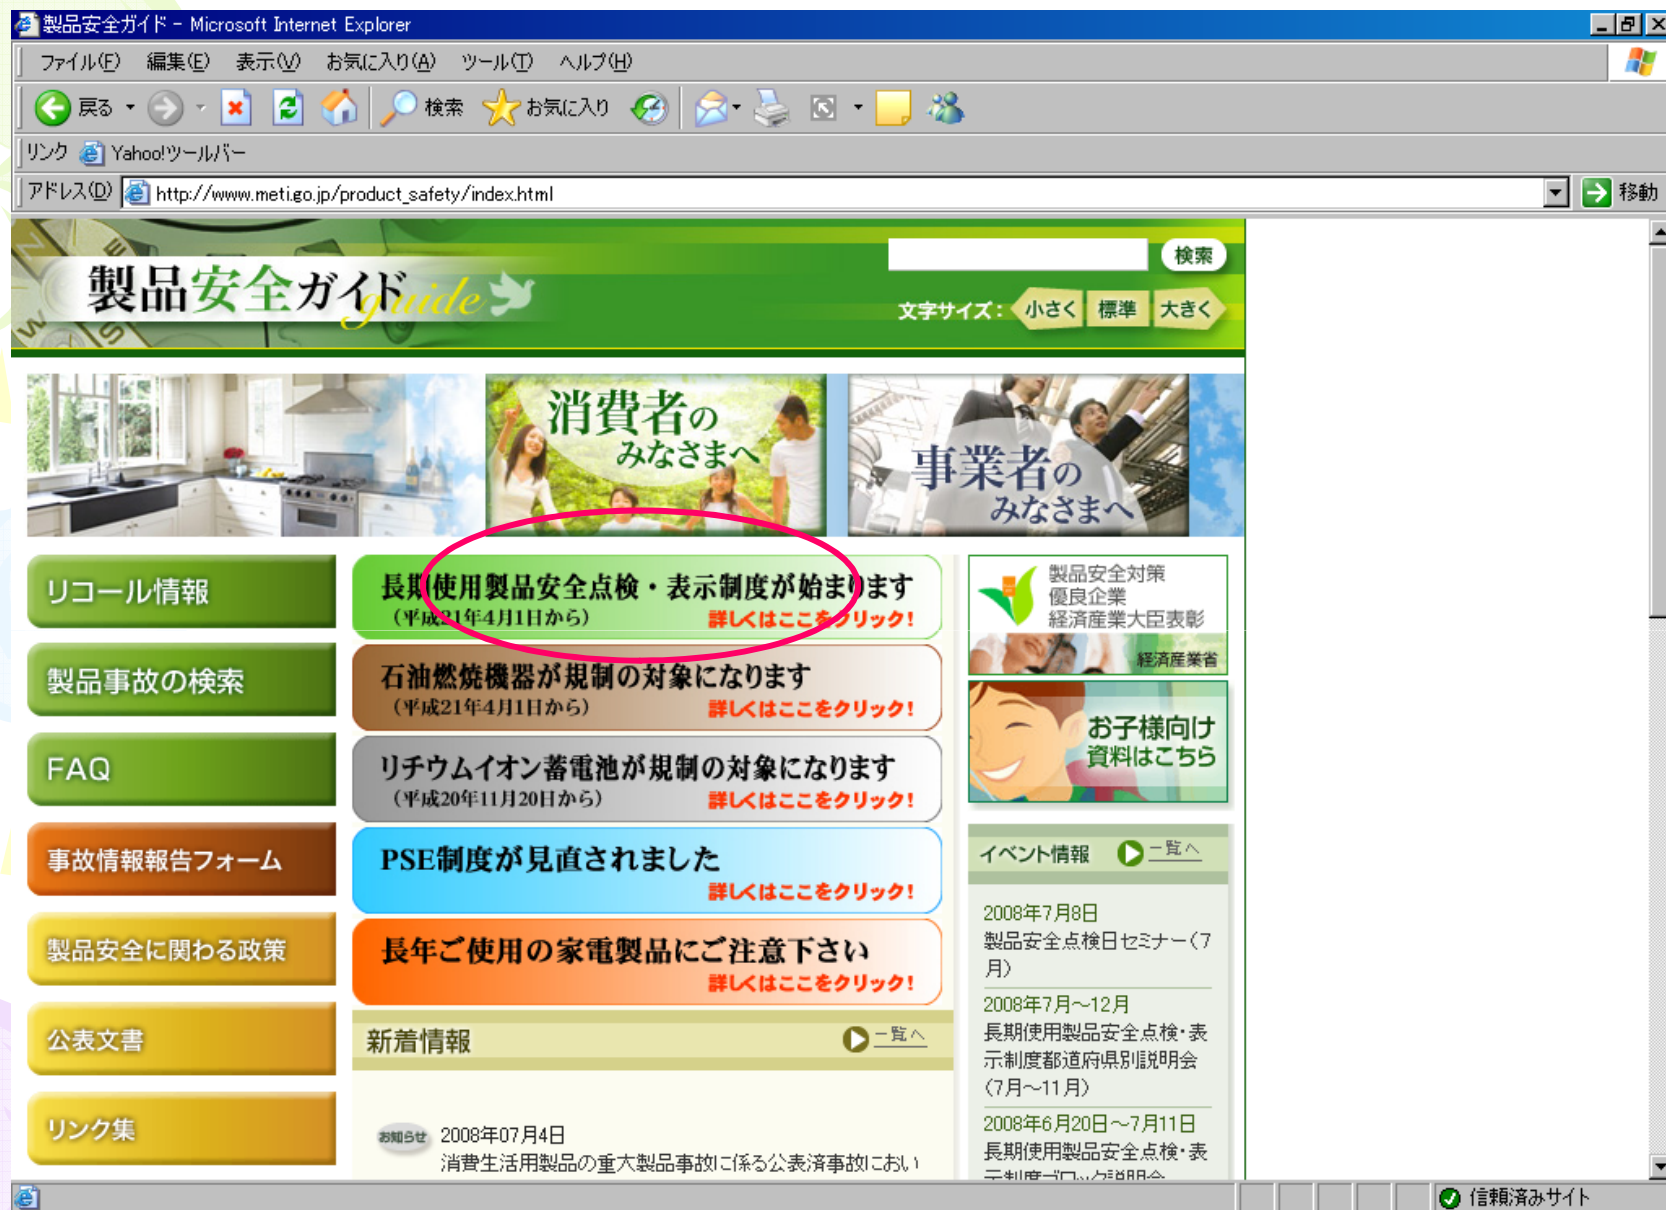 製品安全ガイド - Microsoft Internet Explorer
ファイル(F) 編集(E) 表示(V) お気に入り(A) ツール(T) ヘルプ(H)
戻る 検索 お気に入り
リンク Yahoo!ツールバー
アドレス(D) http://www.meti.go.jp/product_safety/index.html 移動
製品安全ガイド guide
検索
文字サイズ： 小さく 標準 大きく
消費者の
みなさまへ
事業者の
みなさまへ
リコール情報
製品事故の検索
FAQ
事故情報報告フォーム
製品安全に関わる政策
公表文書
リンク集
長期使用製品安全点検・表示制度が始まります
（平成21年4月1日から） 詳しくはここをクリック！
石油燃焼機器が規制の対象になります
（平成21年4月1日から） 詳しくはここをクリック！
リチウムイオン蓄電池が規制の対象になります
（平成20年11月20日から） 詳しくはここをクリック！
PSE制度が見直されました
詳しくはここをクリック！
長年ご使用の家電製品にご注意下さい
詳しくはここをクリック！
新着情報 一覧へ
お知らせ 2008年07月4日
消費生活用製品の重大製品事故に係る公表済事故におい
製品安全対策
優良企業
経済産業大臣表彰
経済産業省
お子様向け
資料はこちら
イベント情報 一覧へ
2008年7月8日
製品安全点検日セミナー（7
月）
2008年7月～12月
長期使用製品安全点検・表
示制度都道府県別説明会
（7月～11月）
2008年6月20日～7月11日
長期使用製品安全点検・表
示制度ブロック説明会
信頼済みサイト